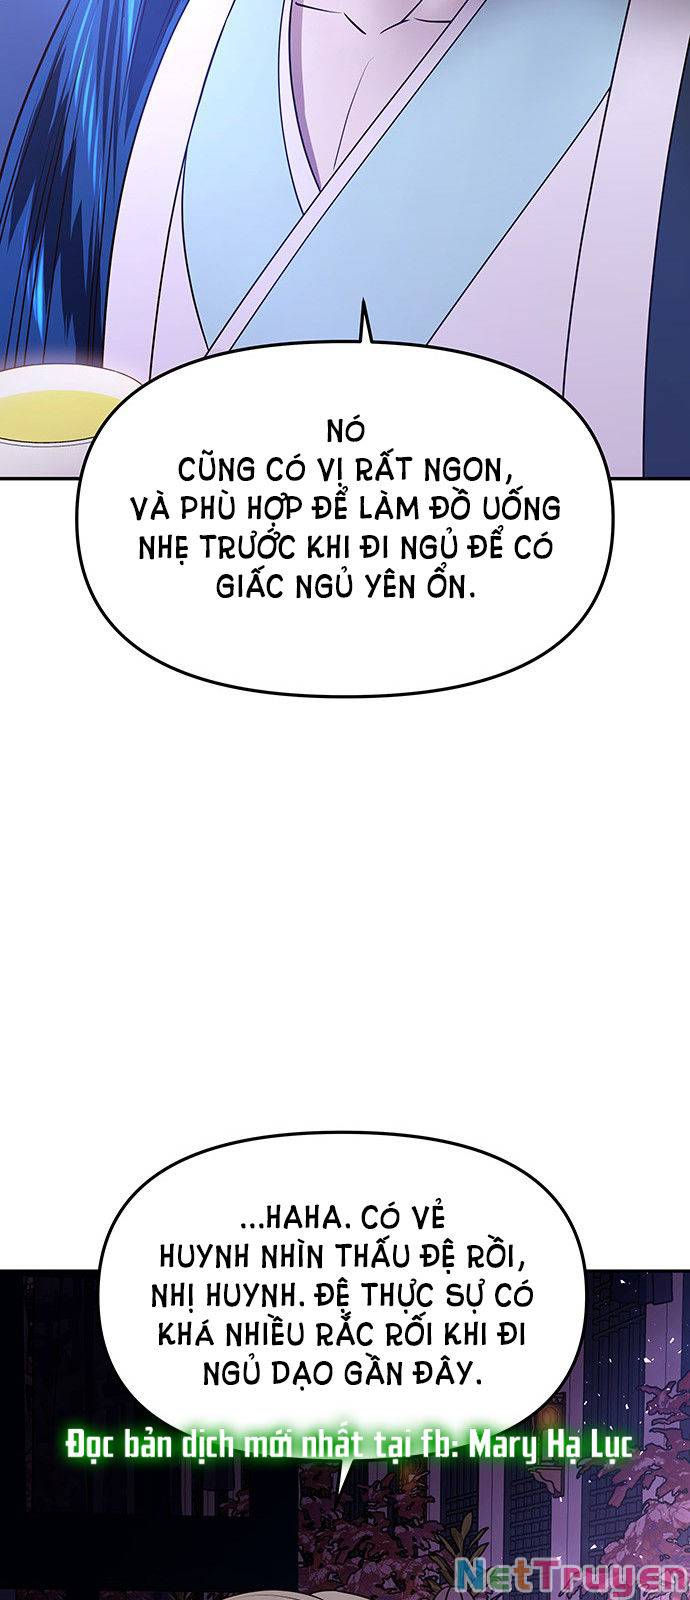 NÓ
CŨNG CÓ VỊ RẤT NGON,
VÀ PHÙ HỢP ĐỂ LÀM ĐỒ UỐNG
NHẸ TRƯỚC KHI ĐI NGỦ ĐỂ CÓ
GIẤC NGỦ YÊN ỔN.
...HAHA. CÓ VẺ
HUYNH NHÌN THẤU ĐỆ RỒI,
NHỊ HUYNH. ĐỆ THỰC SỰ CÓ
KHÁ NHIỀU RẮC RỐI KHI ĐI
NGỦ DẠO GẦN ĐÂY.
Đọc bản dịch mới nhất tại fb: Mary Hạ Lục
NetTruyen